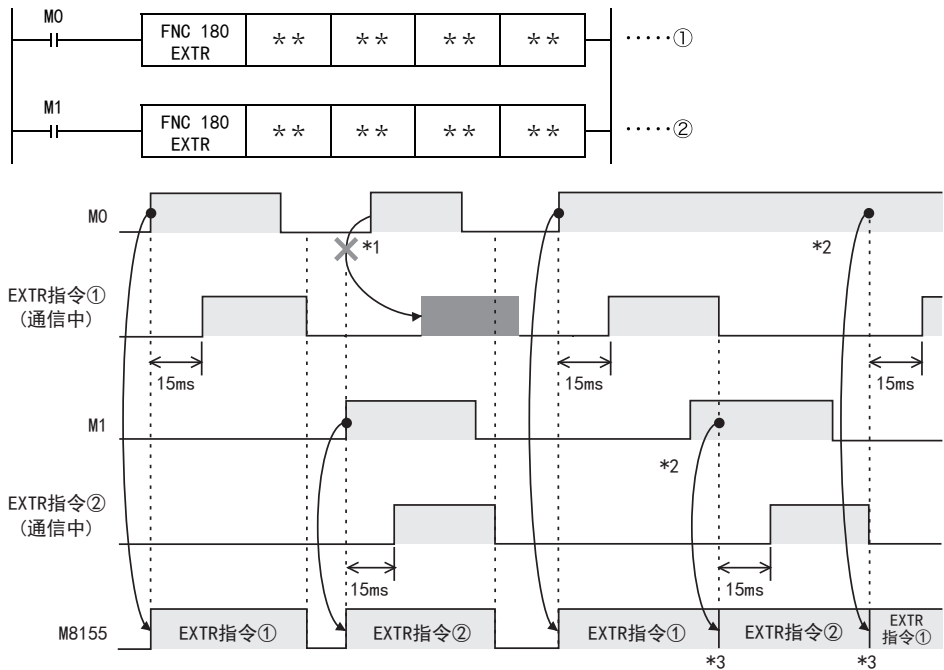 M0
FNC 180
EXTR
** ** ** **
·····①
M1
FNC 180
EXTR
** ** ** **
·····②
M0
*1
*2
EXTR指令①
(通信中)
15ms
15ms
15ms
M1
*2
EXTR指令②
(通信中)
15ms
15ms
M8155
EXTR指令①
EXTR指令②
EXTR指令①
EXTR指令②
EXTR
指令①
*3
*3